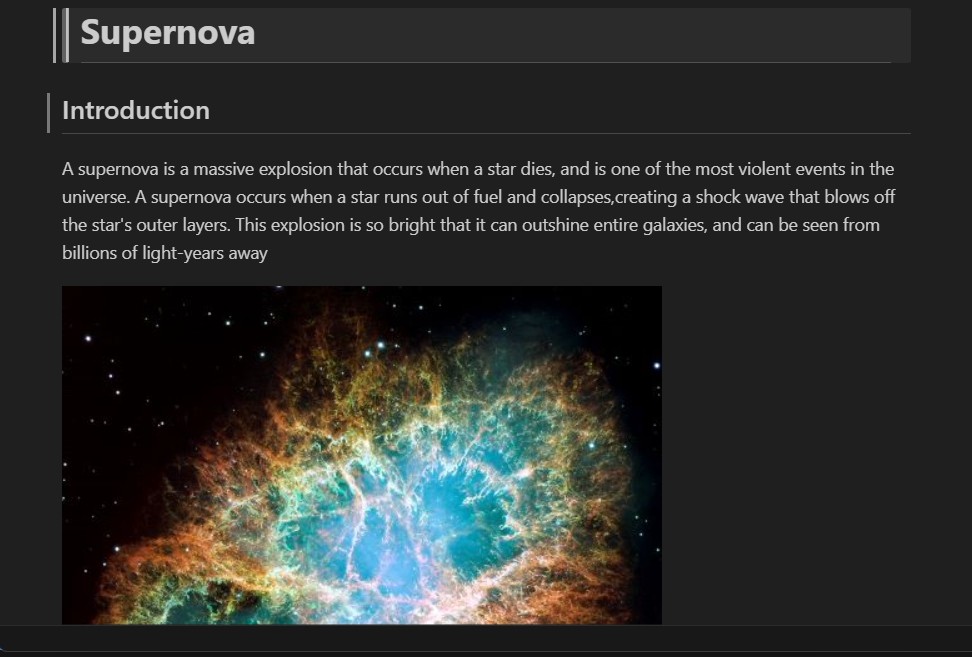 Supernova
Introduction
A supernova is a massive explosion that occurs when a star dies, and is one of the most violent events in the
universe. A supernova occurs when a star runs out of fuel and collapses,creating a shock wave that blows off
the star's outer layers. This explosion is so bright that it can outshine entire galaxies, and can be seen from
billions of light-years away